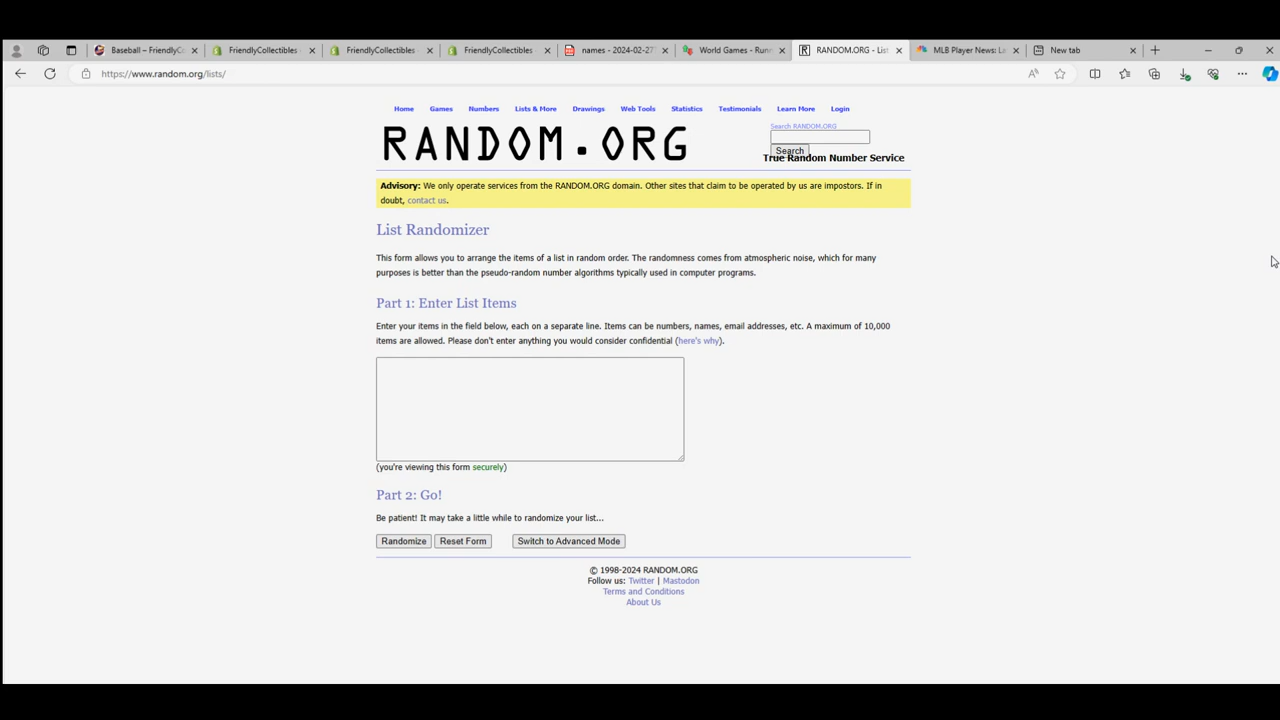 Baseball – FriendlyCo
FriendlyCollectibles
FriendlyCollectibles
FriendlyCollectibles
names - 2024-02-27
World Games - Runn
RANDOM.ORG - List
MLB Player News: La
New tab
https://www.random.org/lists/
Home Games Numbers Lists & More Drawings Web Tools Statistics Testimonials Learn More Login
RANDOM.ORG
Search RANDOM.ORG
Search
True Random Number Service
Advisory: We only operate services from the RANDOM.ORG domain. Other sites that claim to be operated by us are impostors. If in
doubt, contact us.
List Randomizer
This form allows you to arrange the items of a list in random order. The randomness comes from atmospheric noise, which for many
purposes is better than the pseudo-random number algorithms typically used in computer programs.
Part 1: Enter List Items
Enter your items in the field below, each on a separate line. Items can be numbers, names, email addresses, etc. A maximum of 10,000
items are allowed. Please don't enter anything you would consider confidential (here's why).
(you're viewing this form securely)
Part 2: Go!
Be patient! It may take a little while to randomize your list...
Randomize Reset Form Switch to Advanced Mode
© 1998-2024 RANDOM.ORG
Follow us: Twitter | Mastodon
Terms and Conditions
About Us